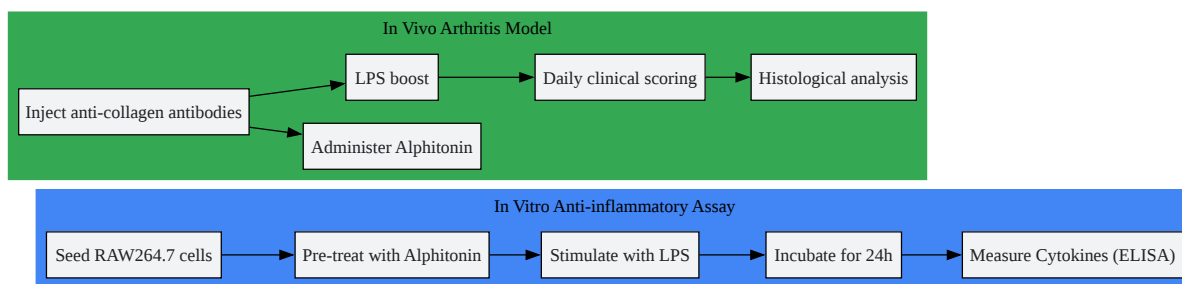 In Vivo Arthritis Model
Inject anti-collagen antibodies
LPS boost
Daily clinical scoring
Histological analysis
Administer Alphitonin
In Vitro Anti-inflammatory Assay
Seed RAW264.7 cells
Pre-treat with Alphitonin
Stimulate with LPS
Incubate for 24h
Measure Cytokines (ELISA)